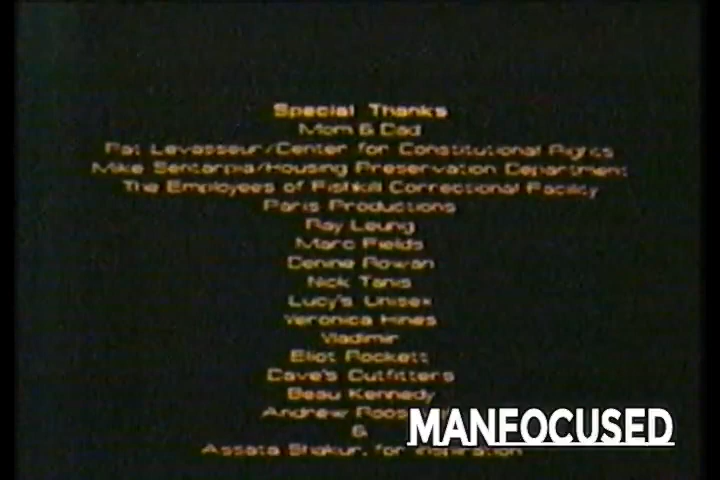 Special Thanks
Mom & Dad
Pat Levasseur/Center for Constitutional Rights
Mike Sentarpia/Housing Preservation Department
The Employees of Fishkill Correctional Facility
Paris Productions
Ray Leung
Marc Fields
Denine Rowan
Nick Tanis
Lucy's Unisex
Veronica Hines
Vladimir
Eliot Rockett
Dave's Outfitters
Beau Kennedy
Andrew
&
Assata Shakur, for inspiration
MANFOCUSED